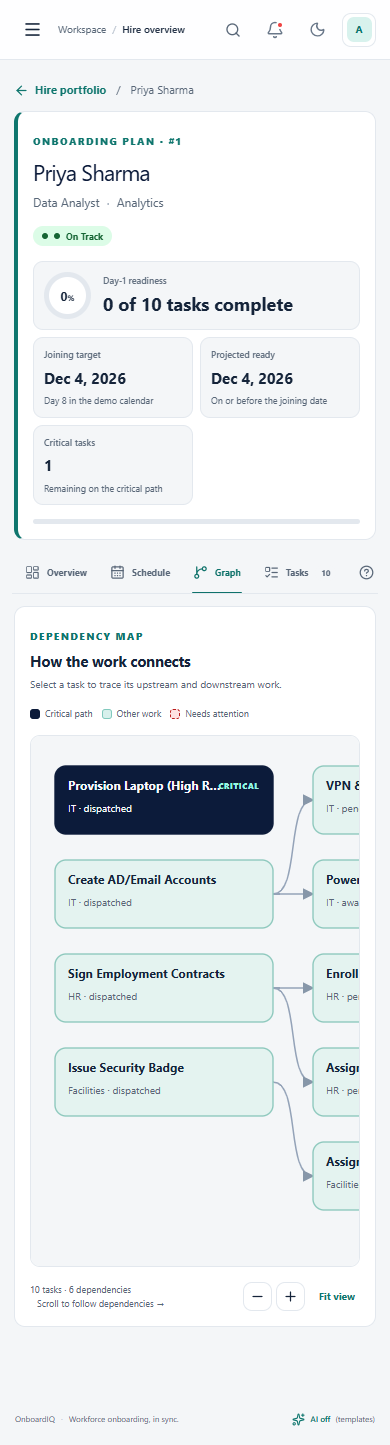 Workspace / Hire overview
A
Hire portfolio / Priya Sharma
ONBOARDING PLAN · #1
Priya Sharma
Data Analyst · Analytics
On Track
0%
Day-1 readiness
0 of 10 tasks complete
Joining target
Dec 4, 2026
Day 8 in the demo calendar
Projected ready
Dec 4, 2026
On or before the joining date
Critical tasks
1
Remaining on the critical path
Overview
Schedule
Graph
Tasks 10
DEPENDENCY MAP
How the work connects
Select a task to trace its upstream and downstream work.
Critical path
Other work
Needs attention
Provision Laptop (High R... CRITICAL
IT · dispatched
VPN &
IT · pen
Create AD/Email Accounts
IT · dispatched
Power
IT · awa
Sign Employment Contracts
HR · dispatched
Enroll
HR · pe
Issue Security Badge
Facilities · dispatched
Assign
HR · pe
Assign
Facilitie
10 tasks · 6 dependencies
Scroll to follow dependencies →
Fit view
OnboardIQ · Workforce onboarding, in sync.
AI off (templates)